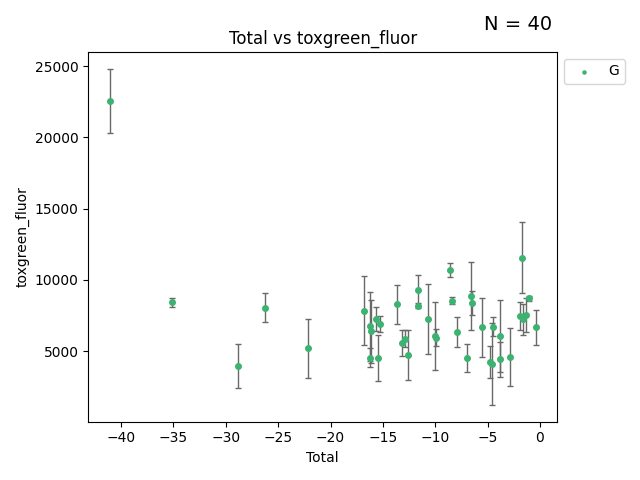 N = 40
Total vs toxgreen_fluor
G
toxgreen_fluor
25000
20000
15000
10000
5000
−40 −35 −30 −25 −20 −15 −10 −5 0
Total